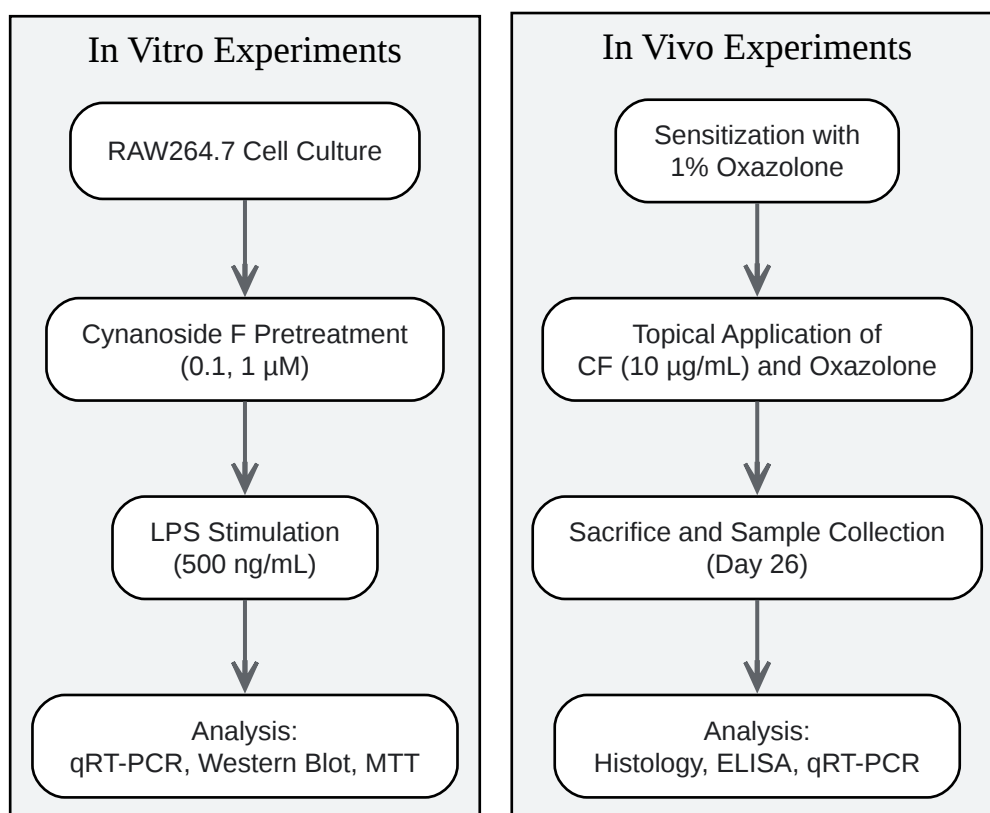 In Vitro Experiments
RAW264.7 Cell Culture
Cynanoside F Pretreatment
(0.1, 1 µM)
LPS Stimulation
(500 ng/mL)
Analysis:
qRT-PCR, Western Blot, MTT
In Vivo Experiments
Sensitization with
1% Oxazolone
Topical Application of
CF (10 µg/mL) and Oxazolone
Sacrifice and Sample Collection
(Day 26)
Analysis:
Histology, ELISA, qRT-PCR